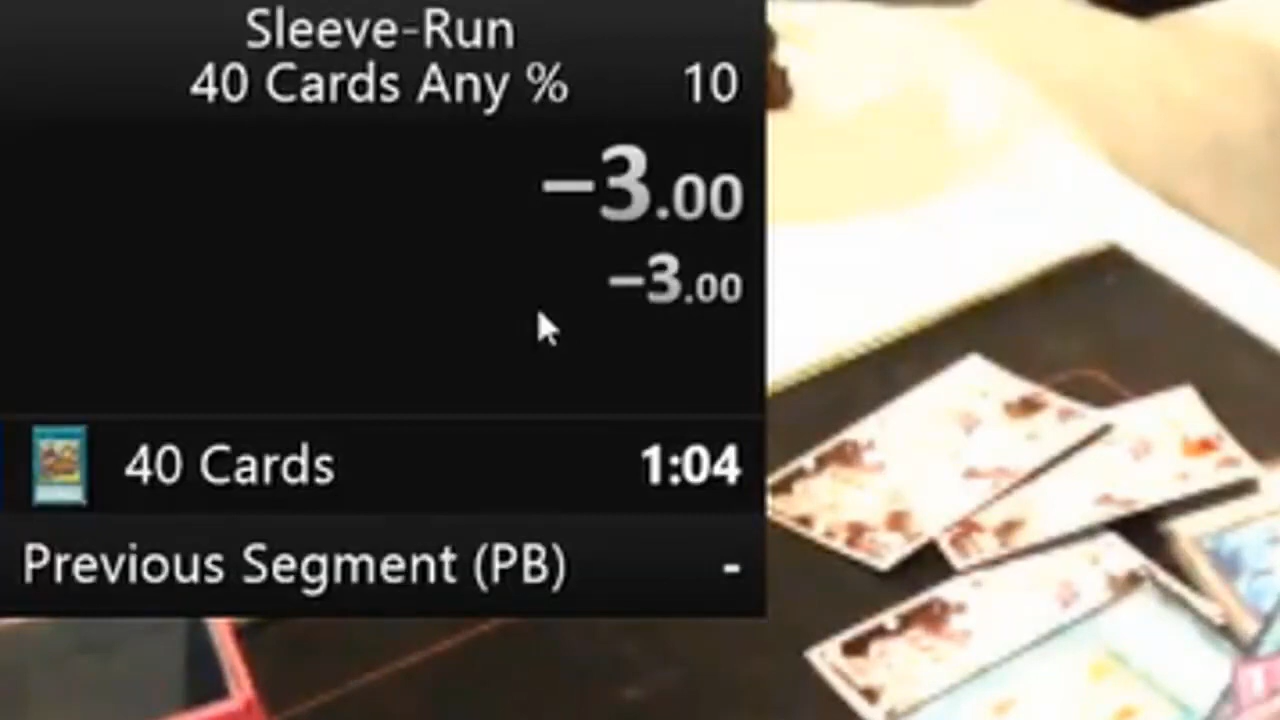 Sleeve-Run
40 Cards Any % 10
−3.00
−3.00
40 Cards 1:04
Previous Segment (PB) -